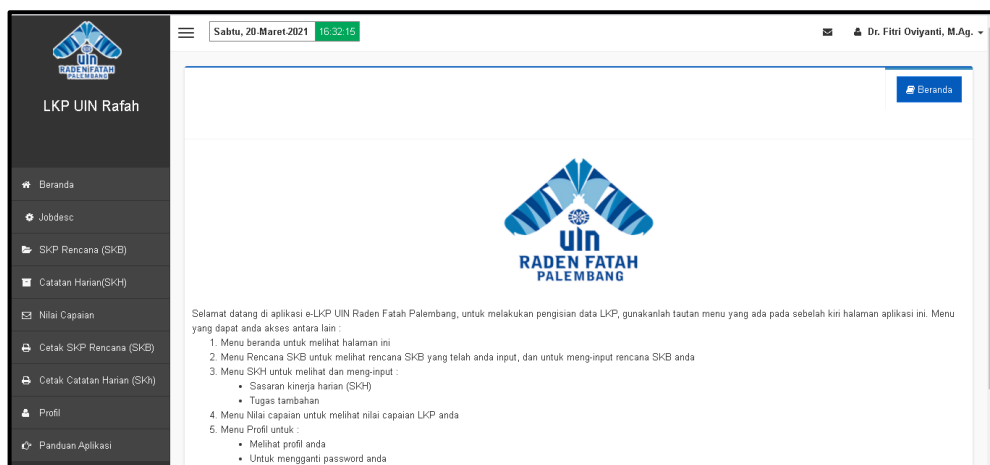 uin
RADEN FATAH
PALEMBANG
LKP UIN Rafah
Beranda
Jobdesc
SKP Rencana (SKB)
Catatan Harian(SKH)
Nilai Capaian
Cetak SKP Rencana (SKB)
Cetak Catatan Harian (SKh)
Profil
Panduan Aplikasi
Sabtu, 20-Maret-2021 16:32:15
Dr. Fitri Oviyanti, M.Ag.
Beranda
uin
RADEN FATAH
PALEMBANG
Selamat datang di aplikasi e-LKP UIN Raden Fatah Palembang, untuk melakukan pengisian data LKP, gunakanlah tautan menu yang ada pada sebelah kiri halaman aplikasi ini. Menu
yang dapat anda akses antara lain :
1. Menu beranda untuk melihat halaman ini
2. Menu Rencana SKB untuk melihat rencana SKB yang telah anda input, dan untuk meng-input rencana SKB anda
3. Menu SKH untuk melihat dan meng-input :
• Sasaran kinerja harian (SKH)
• Tugas tambahan
4. Menu Nilai capaian untuk melihat nilai capaian LKP anda
5. Menu Profil untuk :
• Melihat profil anda
• Untuk mengganti password anda